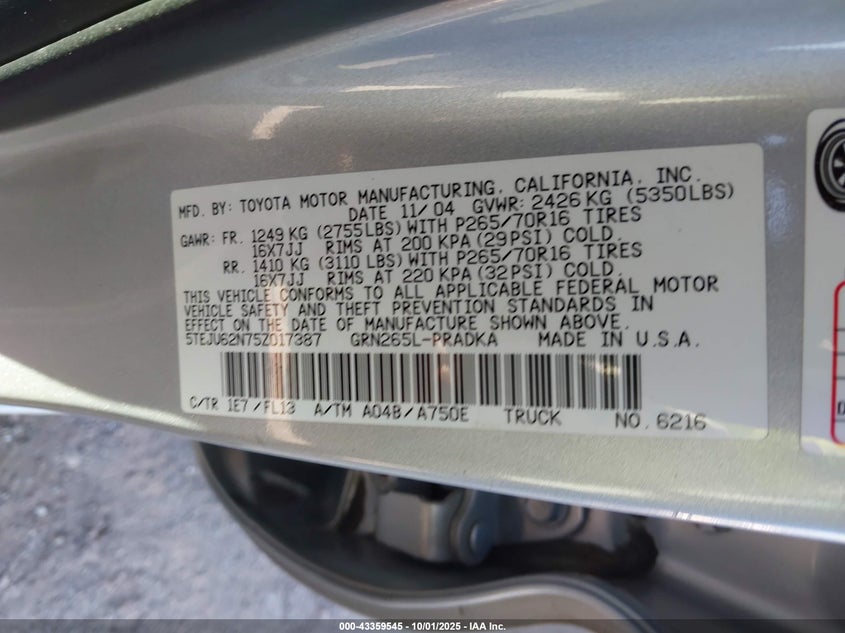 MFD. BY: TOYOTA MOTOR MANUFACTURING, CALIFORNIA, INC.
DATE 11/04 GVWR: 2426 KG (5350LBS)
GAWR: FR. 1249 KG (2755LBS) WITH P265/70R16 TIRES
16X7JJ RIMS AT 200 KPA (29PSI) COLD.
RR. 1410 KG (3110 LBS) WITH P265/70R16 TIRES
16X7JJ RIMS AT 220 KPA (32PSI) COLD.
THIS VEHICLE CONFORMS TO ALL APPLICABLE FEDERAL MOTOR
VEHICLE SAFETY AND THEFT PREVENTION STANDARDS IN
EFFECT ON THE DATE OF MANUFACTURE SHOWN ABOVE.
5TEJU62N75Z017387 GRN265L-PRADKA MADE IN U.S.A.
C/TR 1E7 /FL13 A/TM A04B/A750E TRUCK NO. 6216
000-43359545 - 10/01/2025 - IAA Inc.